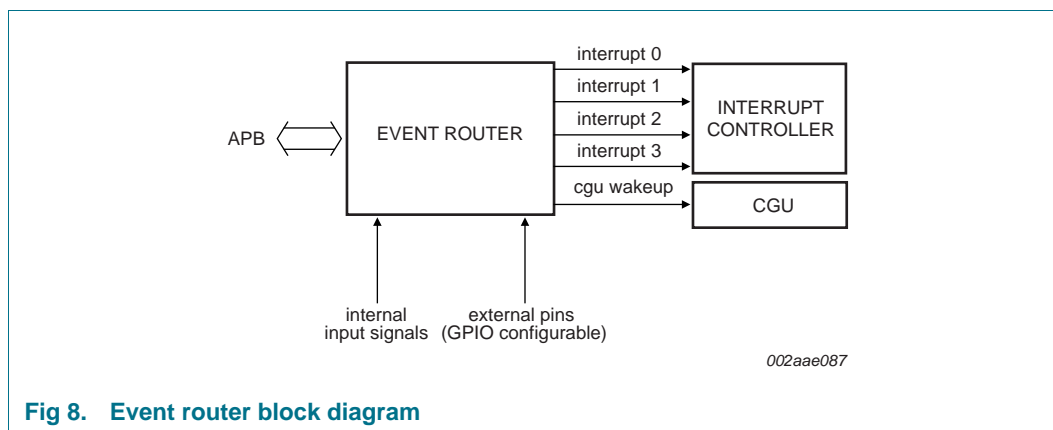 interrupt 0
interrupt 1
interrupt 2
interrupt 3
cgu wakeup
APB
EVENT ROUTER
INTERRUPT
CONTROLLER
CGU
internal
input signals
external pins
(GPIO configurable)
002aae087
Fig 8. Event router block diagram